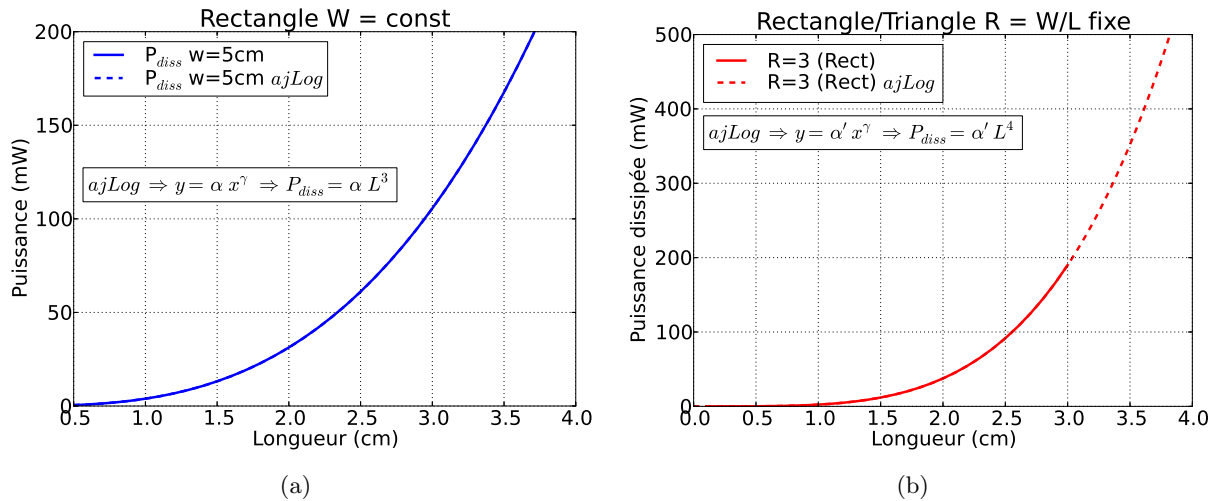 Rectangle W = const
P_diss w=5cm
P_diss w=5cm ajLog
ajLog ⇒ y = α x^γ ⇒ P_diss = α L^3
Puissance (mW)
200
150
100
50
0
0.5 1.0 1.5 2.0 2.5 3.0 3.5 4.0
Longueur (cm)
(a)
Rectangle/Triangle R = W/L fixe
R=3 (Rect)
R=3 (Rect) ajLog
ajLog ⇒ y = α′ x^γ ⇒ P_diss = α′ L^4
Puissance dissipée (mW)
500
400
300
200
100
0
0.0 0.5 1.0 1.5 2.0 2.5 3.0 3.5 4.0
Longueur (cm)
(b)